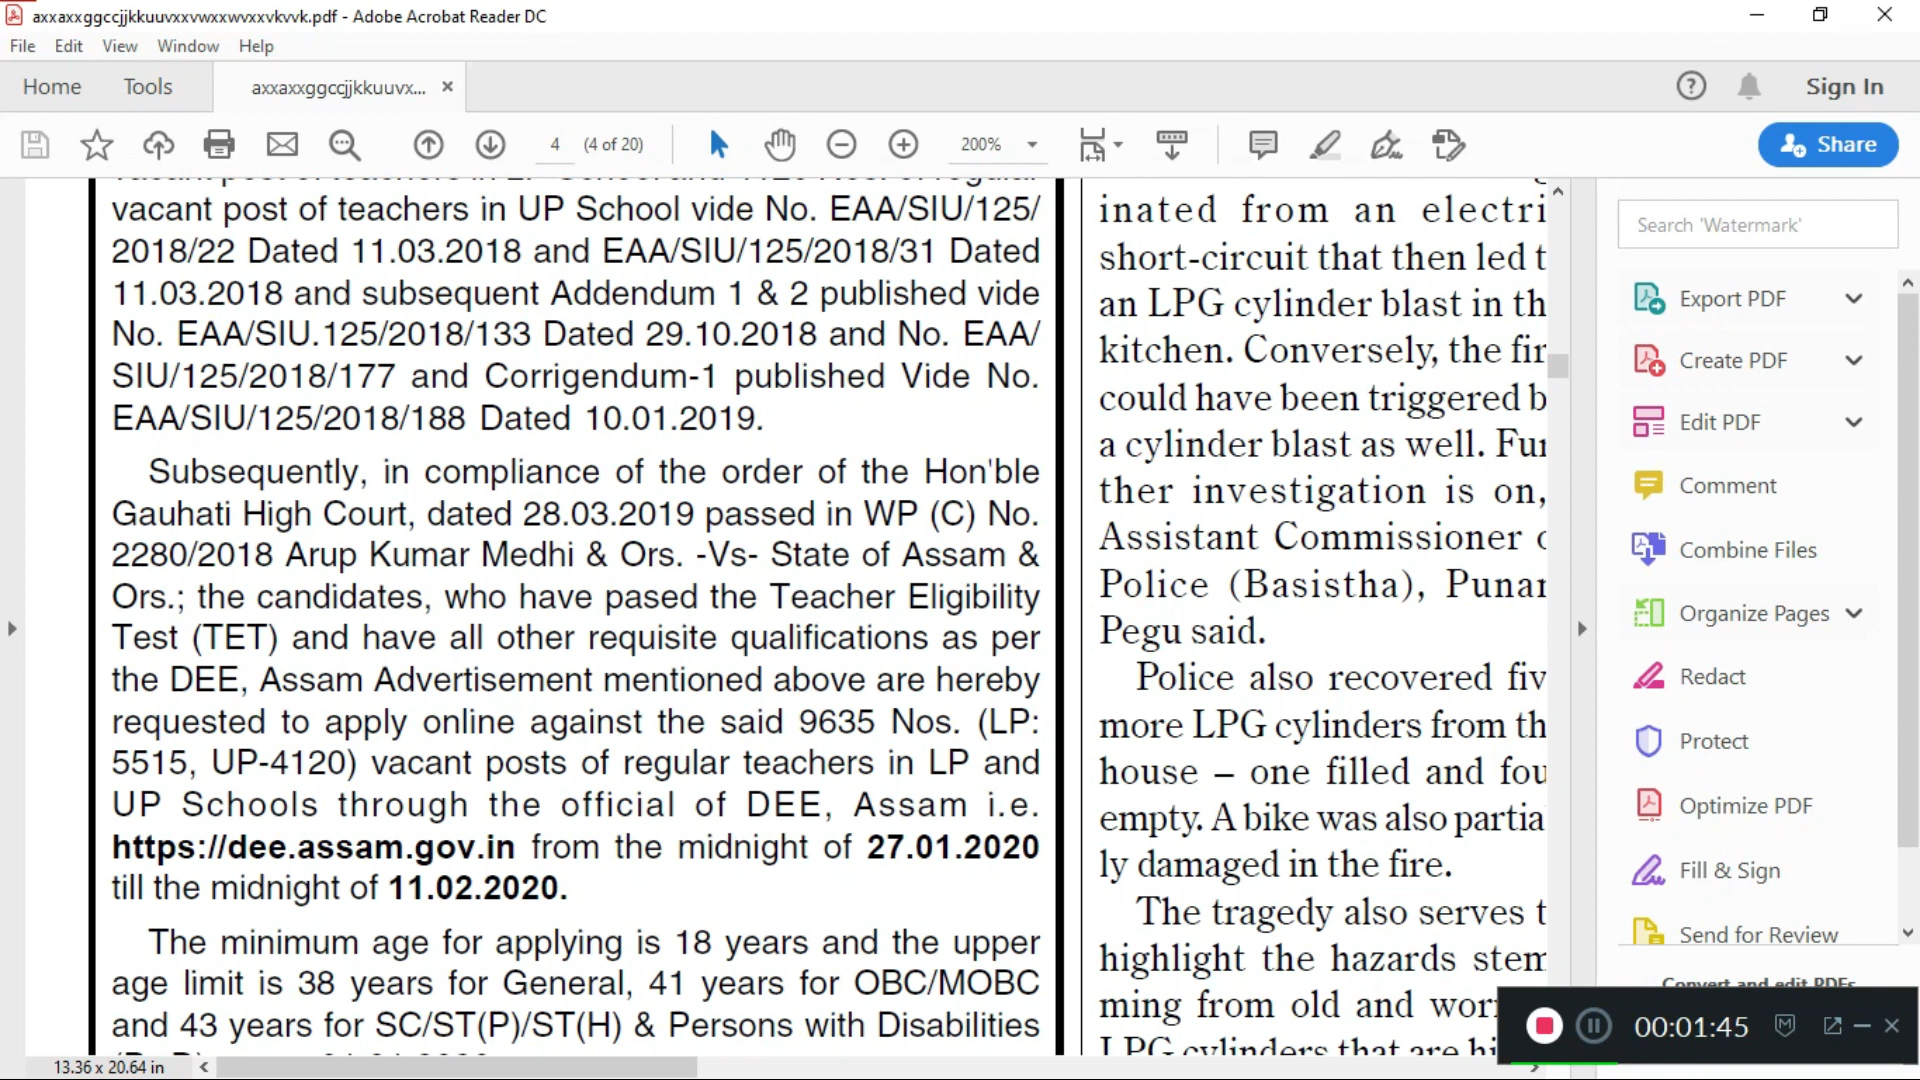 axxaxxggccjjkkuuvxxvwxxwvxxvkvvk.pdf - Adobe Acrobat Reader DC
File Edit View Window Help
Home Tools axxaxxggccjjkkuuvx... × Sign In
4 (4 of 20) 200% Share
vacant post of teachers in UP School vide No. EAA/SIU/125/
2018/22 Dated 11.03.2018 and EAA/SIU/125/2018/31 Dated
11.03.2018 and subsequent Addendum 1 & 2 published vide
No. EAA/SIU.125/2018/133 Dated 29.10.2018 and No. EAA/
SIU/125/2018/177 and Corrigendum-1 published Vide No.
EAA/SIU/125/2018/188 Dated 10.01.2019.
Subsequently, in compliance of the order of the Hon'ble
Gauhati High Court, dated 28.03.2019 passed in WP (C) No.
2280/2018 Arup Kumar Medhi & Ors. -Vs- State of Assam &
Ors.; the candidates, who have pased the Teacher Eligibility
Test (TET) and have all other requisite qualifications as per
the DEE, Assam Advertisement mentioned above are hereby
requested to apply online against the said 9635 Nos. (LP:
5515, UP-4120) vacant posts of regular teachers in LP and
UP Schools through the official of DEE, Assam i.e.
https://dee.assam.gov.in from the midnight of 27.01.2020
till the midnight of 11.02.2020.
The minimum age for applying is 18 years and the upper
age limit is 38 years for General, 41 years for OBC/MOBC
and 43 years for SC/ST(P)/ST(H) & Persons with Disabilities
inated from an electri
short-circuit that then led t
an LPG cylinder blast in th
kitchen. Conversely, the fir
could have been triggered b
a cylinder blast as well. Fur
ther investigation is on,
Assistant Commissioner o
Police (Basistha), Punar
Pegu said.
Police also recovered fiv
more LPG cylinders from th
house – one filled and fou
empty. A bike was also partia
ly damaged in the fire.
The tragedy also serves t
highlight the hazards stem
ming from old and worn
LPG cylinders that are hi
Search 'Watermark'
Export PDF
Create PDF
Edit PDF
Comment
Combine Files
Organize Pages
Redact
Protect
Optimize PDF
Fill & Sign
Send for Review
Convert and edit PDFs
00:01:45
13.36 x 20.64 in